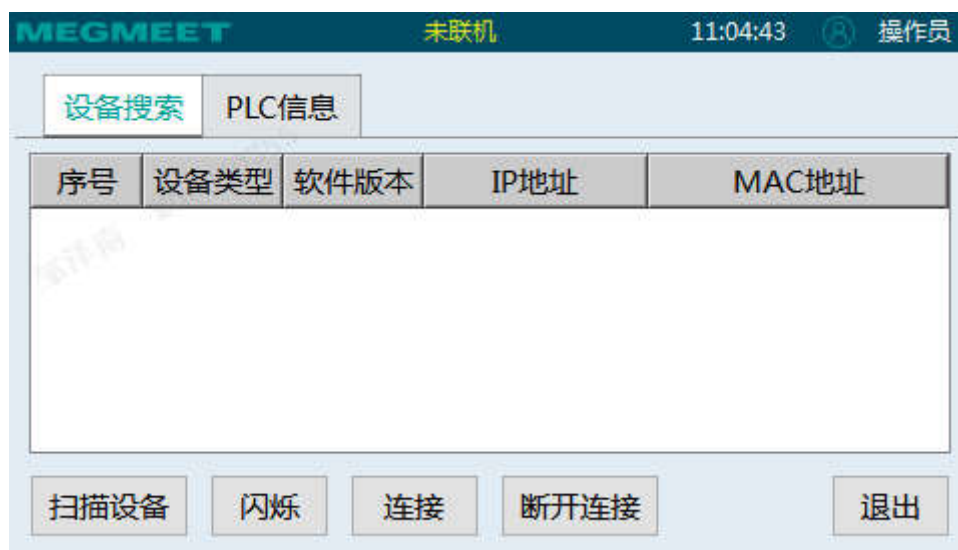 MEGMEET 未联机 11:04:43 操作员
设备搜索 PLC信息
序号 设备类型 软件版本 IP地址 MAC地址
扫描设备 闪烁 连接 断开连接 退出